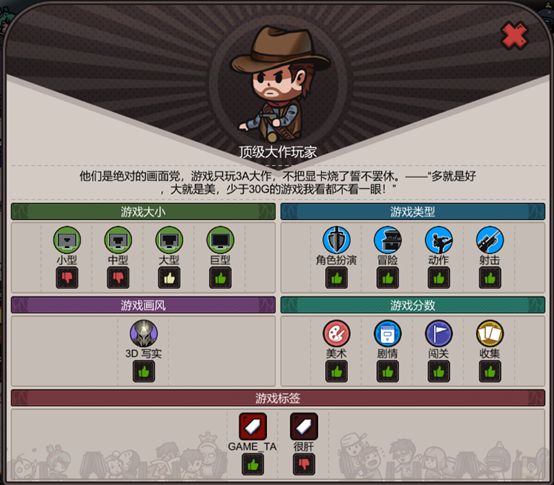 顶级大作玩家
他们是绝对的画面党，游戏只玩3A大作，不把显卡烧了誓不罢休。——“多就是好
，大就是美，少于30G的游戏我看都不看一眼！”
游戏大小
游戏类型
小型 中型 大型 巨型
角色扮演 冒险 动作 射击
游戏画风
游戏分数
3D 写实
美术 剧情 闯关 收集
游戏标签
GAME_TA 很肝